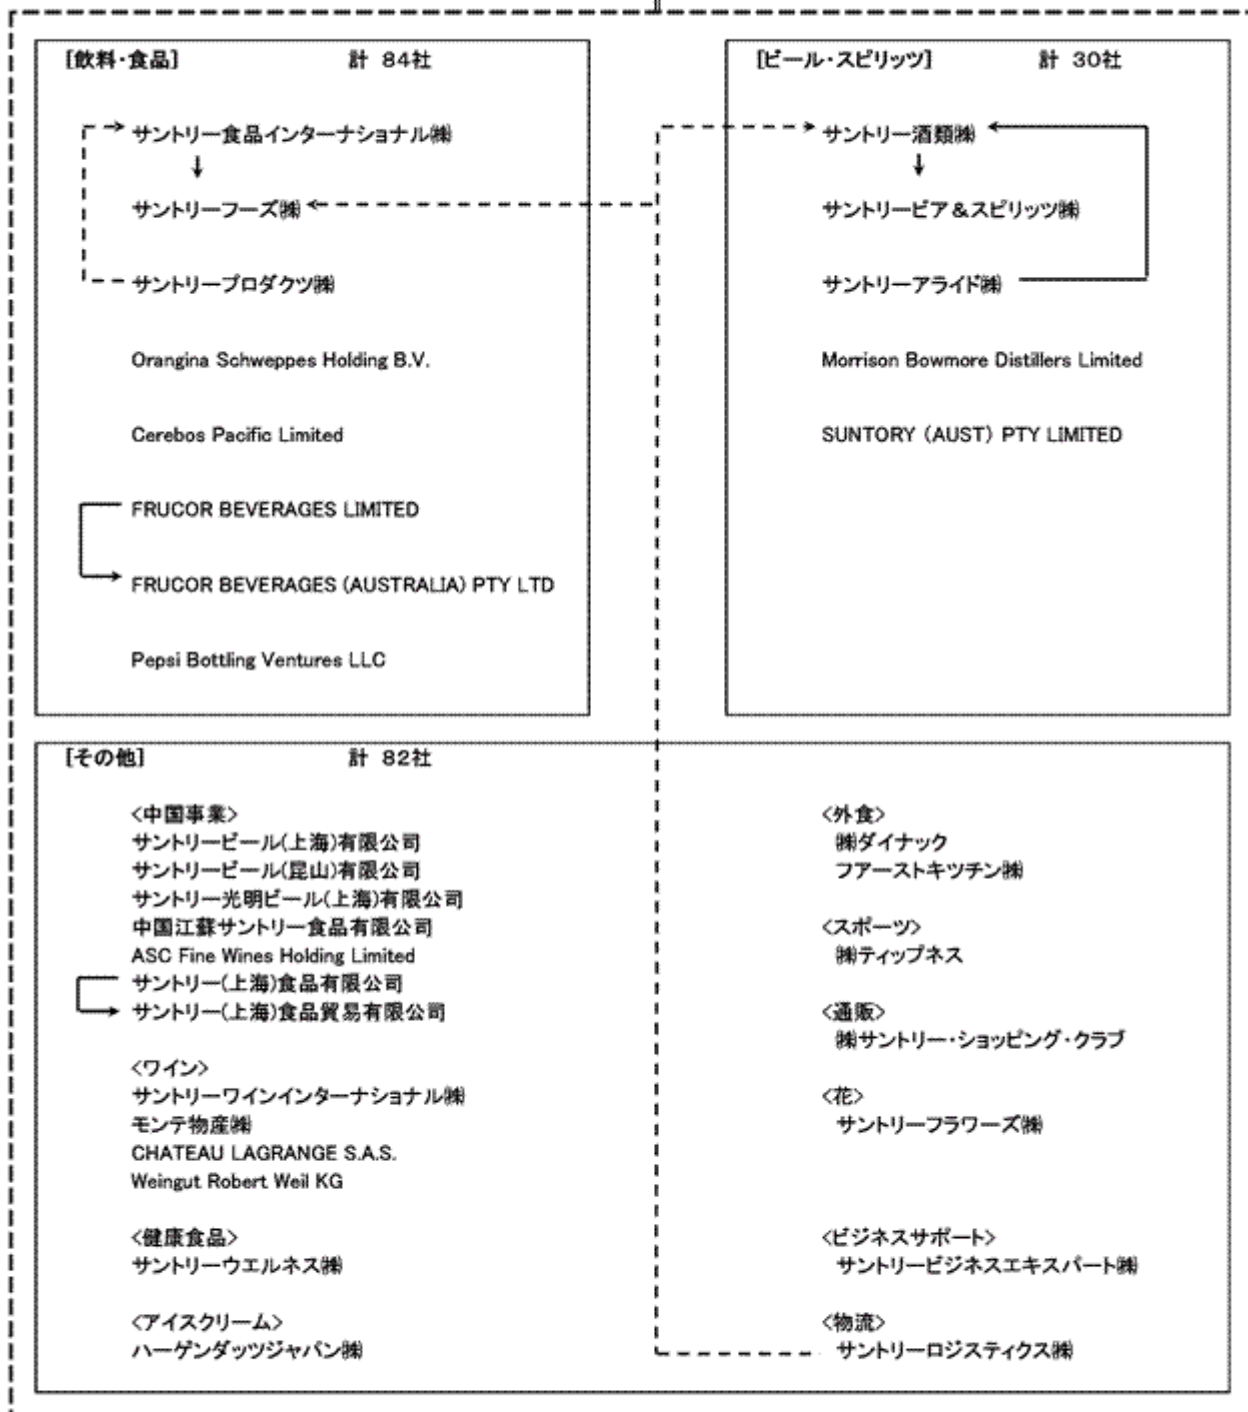 [飲料・食品] 計 84社
サントリー食品インターナショナル㈱
サントリーフーズ㈱
サントリープロダクツ㈱
Orangina Schweppes Holding B.V.
Cerebos Pacific Limited
FRUCOR BEVERAGES LIMITED
FRUCOR BEVERAGES (AUSTRALIA) PTY LTD
Pepsi Bottling Ventures LLC
[ビール・スピリッツ] 計 30社
サントリー酒類㈱
サントリービア＆スピリッツ㈱
サントリーアライド㈱
Morrison Bowmore Distillers Limited
SUNTORY (AUST) PTY LIMITED
[その他] 計 82社
<中国事業>
サントリービール(上海)有限公司
サントリービール(昆山)有限公司
サントリー光明ビール(上海)有限公司
中国江蘇サントリー食品有限公司
ASC Fine Wines Holding Limited
サントリー(上海)食品有限公司
サントリー(上海)食品貿易有限公司
<ワイン>
サントリーワインインターナショナル㈱
モンテ物産㈱
CHATEAU LAGRANGE S.A.S.
Weingut Robert Weil KG
<健康食品>
サントリーウエルネス㈱
<アイスクリーム>
ハーゲンダッツジャパン㈱
<外食>
㈱ダイナック
フアーストキツチン㈱
<スポーツ>
㈱ティップネス
<通販>
㈱サントリー・ショッピング・クラブ
<花>
サントリーフラワーズ㈱
<ビジネスサポート>
サントリービジネスエキスパート㈱
<物流>
サントリーロジスティクス㈱